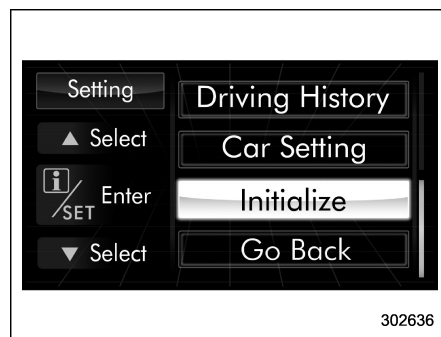 Setting
▲ Select
i/SET Enter
▼ Select
Driving History
Car Setting
Initialize
Go Back
302636